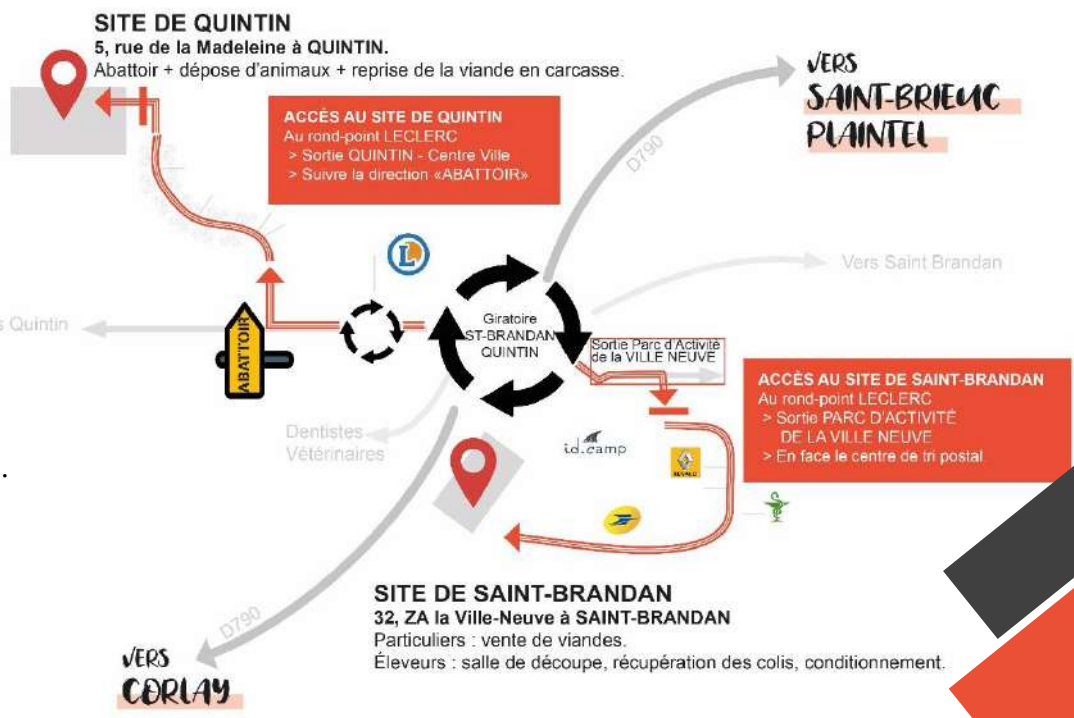 SITE DE QUINTIN
5, rue de la Madeleine à QUINTIN.
Abattoir + dépose d'animaux + reprise de la viande en carcasse.
ACCÈS AU SITE DE QUINTIN
Au rond-point LECLERC
> Sortie QUINTIN - Centre Ville
> Suivre la direction «ABATTOIR»
VERS
SAINT-BRIEUC
PLAINTEL
D790
L
Vers Saint Brandan
Quintin
ABATTOIR
Giratoire
ST-BRANDAN
QUINTIN
Sortie Parc d'Activité
de la VILLE NEUVE
ACCÈS AU SITE DE SAINT-BRANDAN
Au rond-point LECLERC
> Sortie PARC D'ACTIVITÉ
DE LA VILLE NEUVE
> En face le centre de tri postal
Dentistes
Vétérinaires
id.camp
RENAULT
.
SITE DE SAINT-BRANDAN
32, ZA la Ville-Neuve à SAINT-BRANDAN
Particuliers : vente de viandes.
Éleveurs : salle de découpe, récupération des colis, conditionnement.
D790
VERS
CORLAY